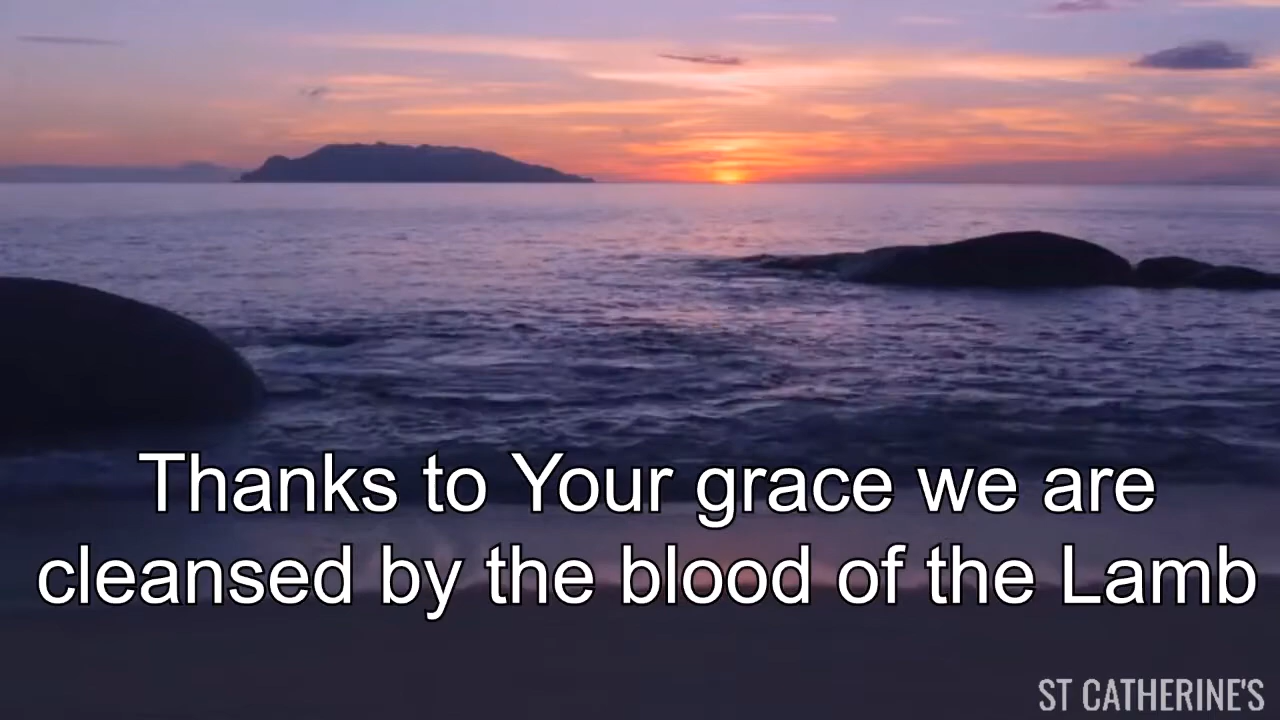 Thanks to Your grace we are
cleansed by the blood of the Lamb
ST CATHERINE'S